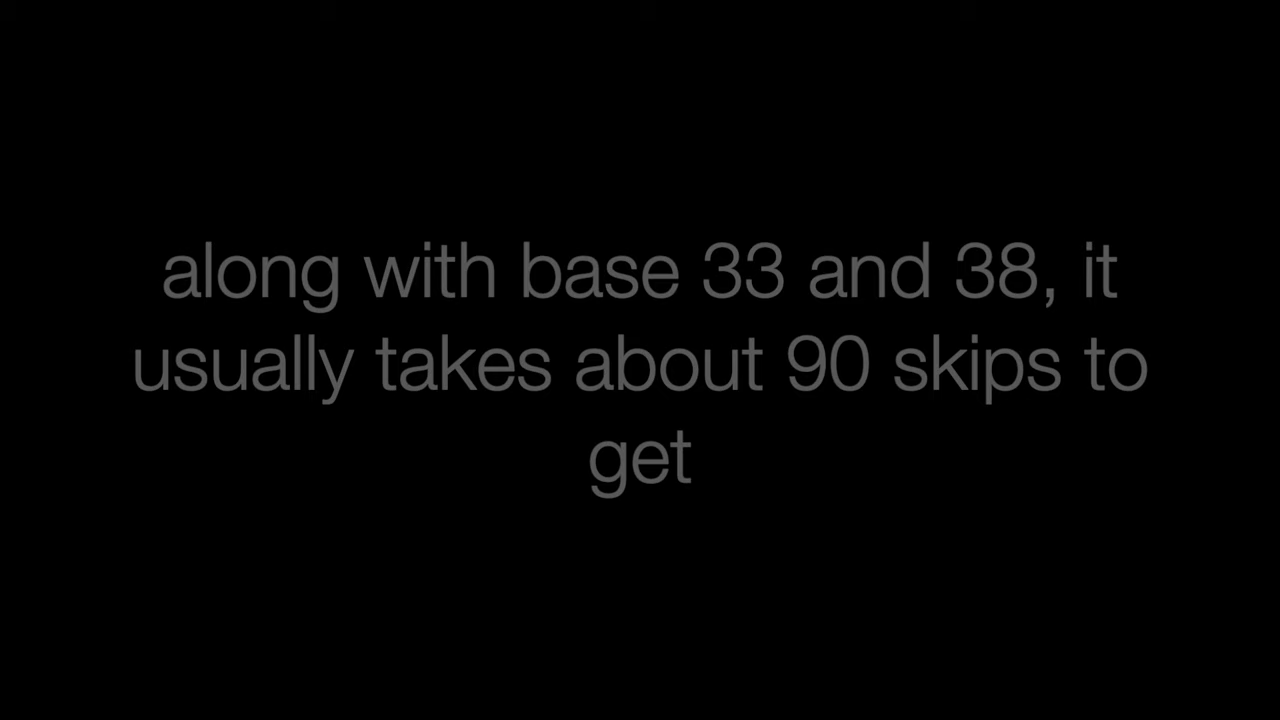 along with base 33 and 38, it
usually takes about 90 skips to
get